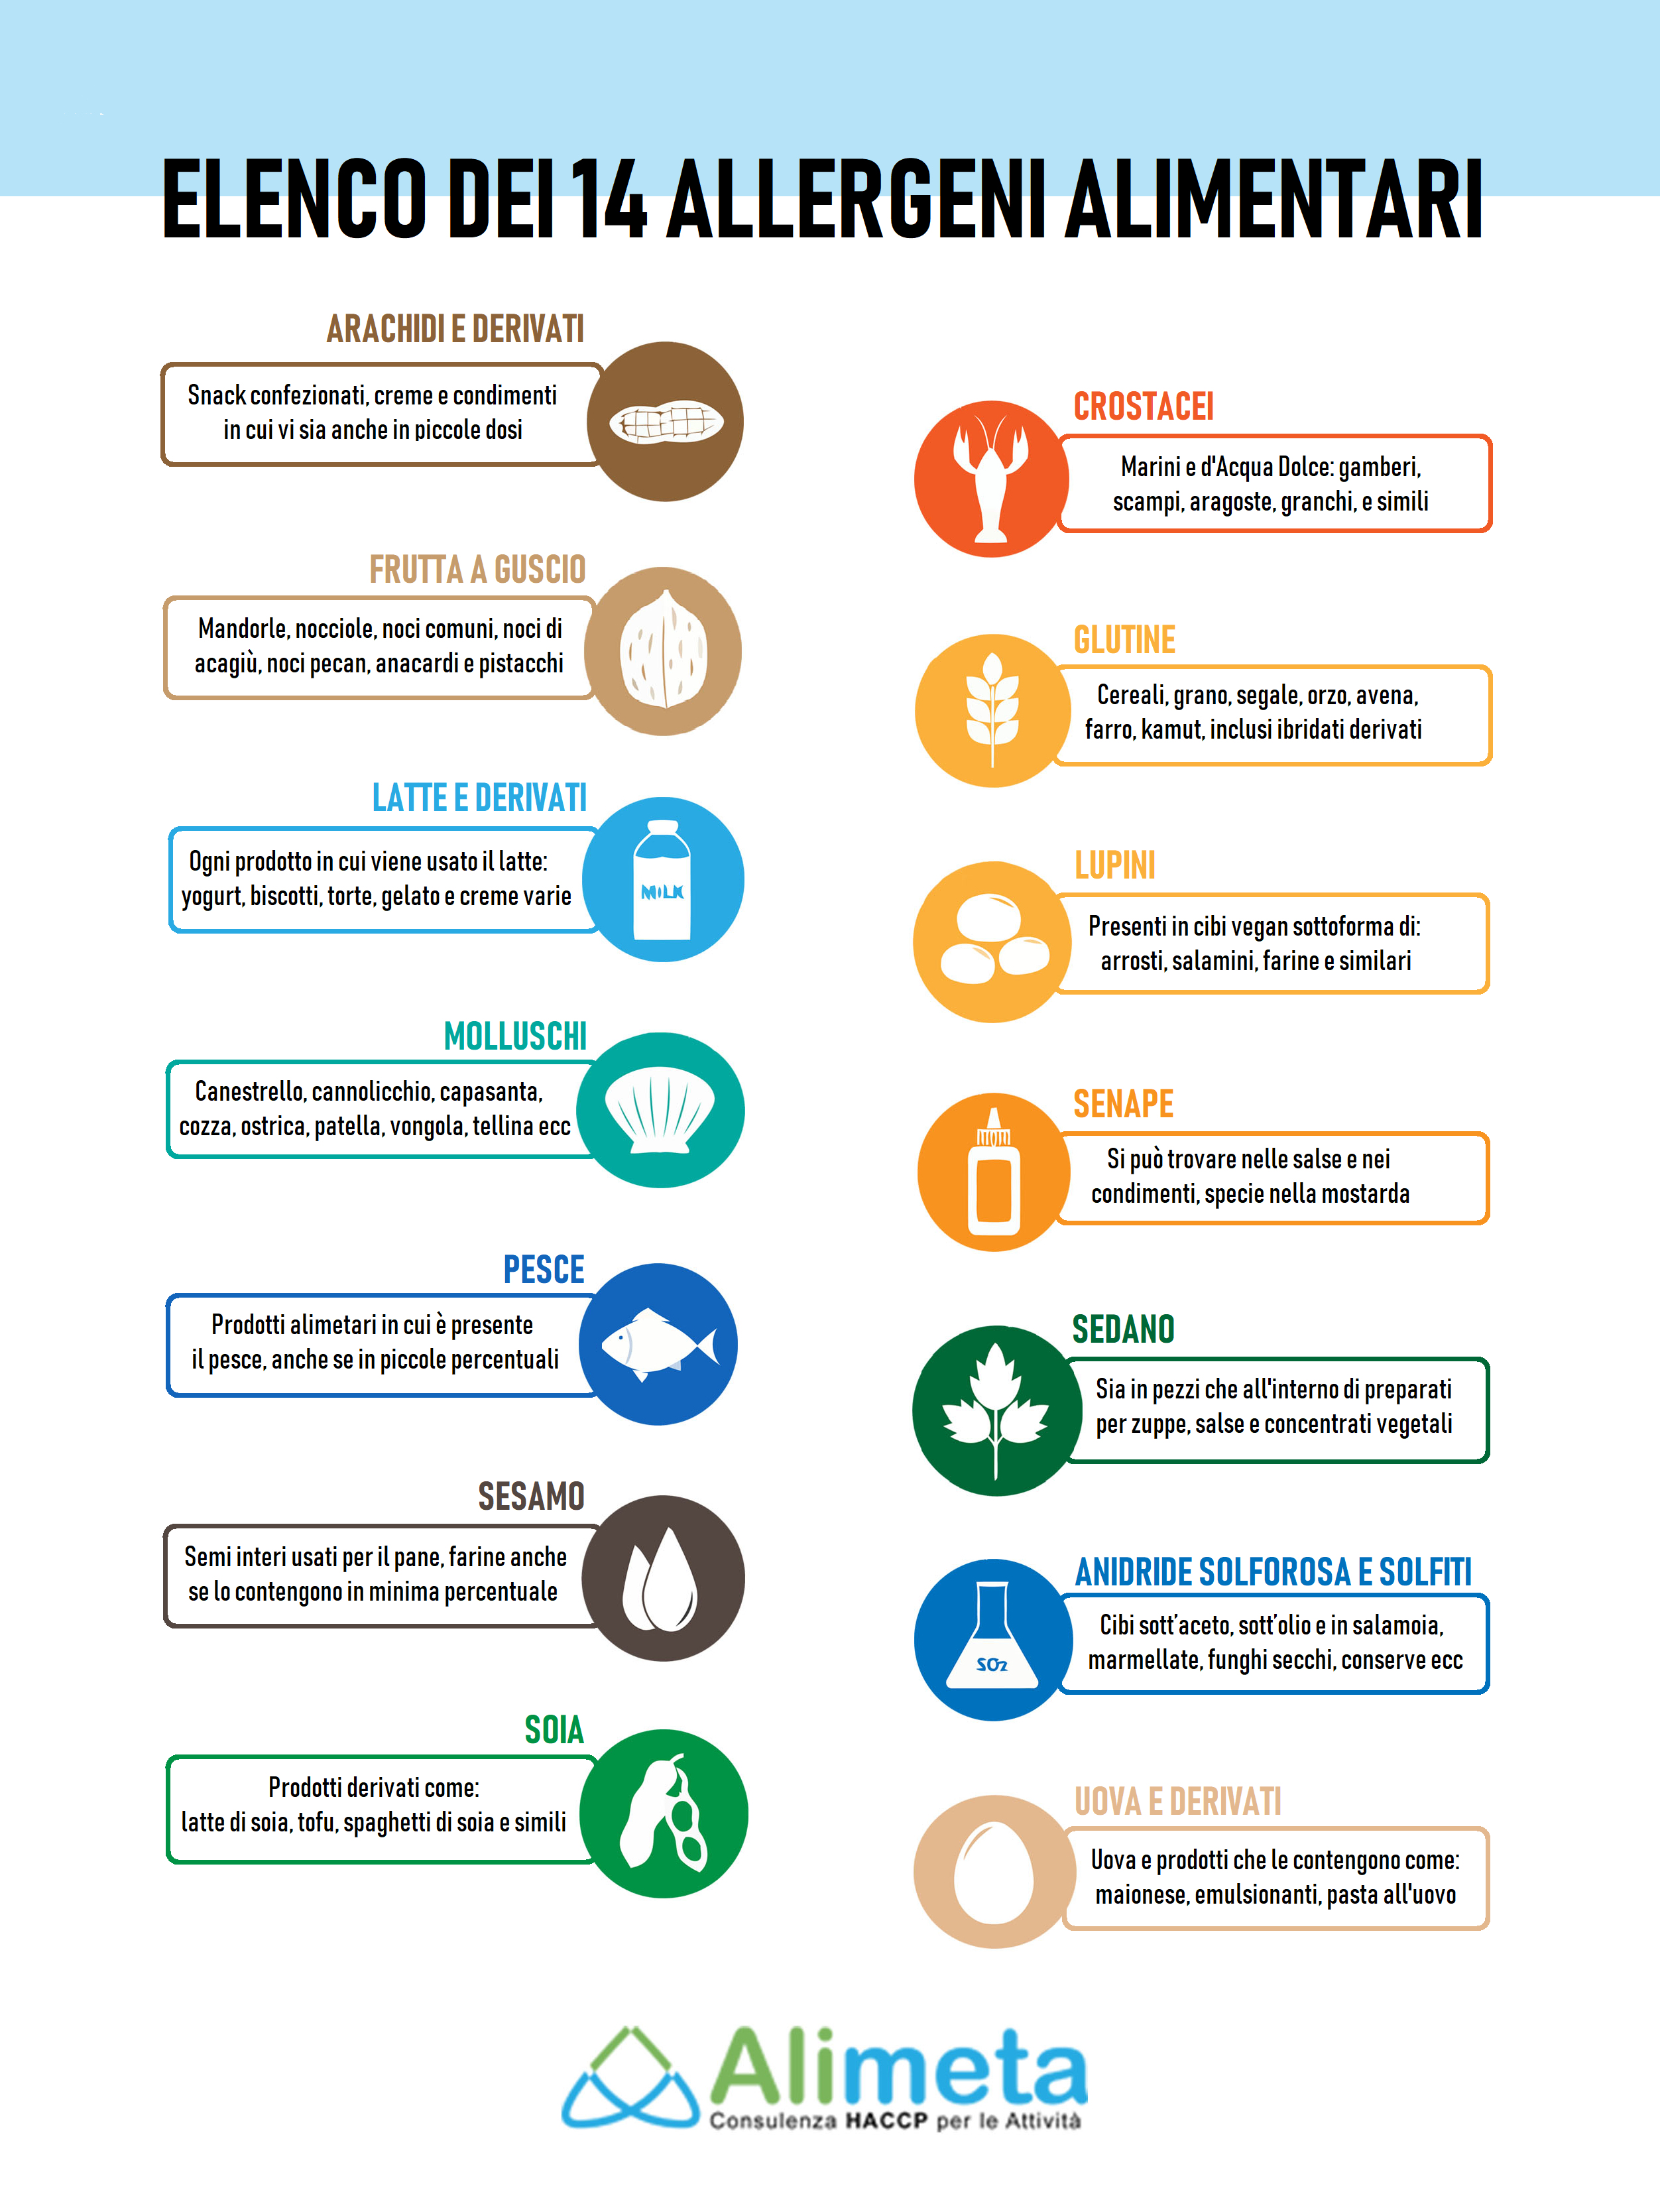 ELENCO DEI 14 ALLERGENI ALIMENTARI
ARACHIDI E DERIVATI
Snack confezionati, creme e condimenti
in cui vi sia anche in piccole dosi
FRUTTA A GUSCIO
Mandorle, nocciole, noci comuni, noci di
acagiù, noci pecan, anacardi e pistacchi
LATTE E DERIVATI
Ogni prodotto in cui viene usato il latte:
yogurt, biscotti, torte, gelato e creme varie
MILK
MOLLUSCHI
Canestrello, cannolicchio, capasanta,
cozza, ostrica, patella, vongola, tellina ecc
PESCE
Prodotti alimetari in cui è presente
il pesce, anche se in piccole percentuali
SESAMO
Semi interi usati per il pane, farine anche
se lo contengono in minima percentuale
SOIA
Prodotti derivati come:
latte di soia, tofu, spaghetti di soia e simili
CROSTACEI
Marini e d'Acqua Dolce: gamberi,
scampi, aragoste, granchi, e simili
GLUTINE
Cereali, grano, segale, orzo, avena,
farro, kamut, inclusi ibridati derivati
LUPINI
Presenti in cibi vegan sottoforma di:
arrosti, salamini, farine e similari
SENAPE
Si può trovare nelle salse e nei
condimenti, specie nella mostarda
SEDANO
Sia in pezzi che all'interno di preparati
per zuppe, salse e concentrati vegetali
ANIDRIDE SOLFOROSA E SOLFITI
Cibi sott’aceto, sott’olio e in salamoia,
marmellate, funghi secchi, conserve ecc
SO2
UOVA E DERIVATI
Uova e prodotti che le contengono come:
maionese, emulsionanti, pasta all'uovo
Alimeta
Consulenza HACCP per le Attività